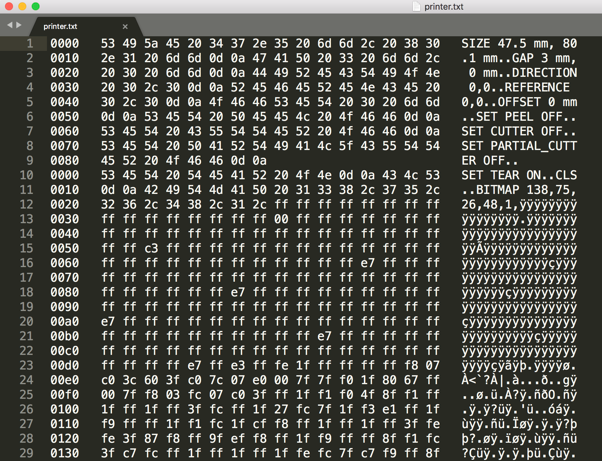 printer.txt
printer.txt ×
1 0000 53 49 5a 45 20 34 37 2e 35 20 6d 6d 2c 20 38 30 SIZE 47.5 mm, 80
2 0010 2e 31 20 6d 6d 0d 0a 47 41 50 20 33 20 6d 6d 2c .1 mm..GAP 3 mm,
3 0020 20 30 20 6d 6d 0d 0a 44 49 52 45 43 54 49 4f 4e 0 mm..DIRECTION
4 0030 20 30 2c 30 0d 0a 52 45 46 45 52 45 4e 43 45 20 0,0..REFERENCE
5 0040 30 2c 30 0d 0a 4f 46 46 53 45 54 20 30 20 6d 6d 0,0..OFFSET 0 mm
6 0050 0d 0a 53 45 54 20 50 45 45 4c 20 4f 46 46 0d 0a ..SET PEEL OFF..
7 0060 53 45 54 20 43 55 54 54 45 52 20 4f 46 46 0d 0a SET CUTTER OFF..
8 0070 53 45 54 20 50 41 52 54 49 41 4c 5f 43 55 54 54 SET PARTIAL_CUTT
9 0080 45 52 20 4f 46 46 0d 0a ER OFF..
10 0000 53 45 54 20 54 45 41 52 20 4f 4e 0d 0a 43 4c 53 SET TEAR ON..CLS
11 0010 0d 0a 42 49 54 4d 41 50 20 31 33 38 2c 37 35 2c ..BITMAP 138,75,
12 0020 32 36 2c 34 38 2c 31 2c ff ff ff ff ff ff ff ff 26,48,1,ÿÿÿÿÿÿÿÿ
13 0030 ff ff ff ff ff ff ff ff 00 ff ff ff ff ff ff ff ÿÿÿÿÿÿÿÿ.ÿÿÿÿÿÿÿ
14 0040 ff ff ff ff ff ff ff ff ff ff ff ff ff ff ff ff ÿÿÿÿÿÿÿÿÿÿÿÿÿÿÿÿ
15 0050 ff ff c3 ff ff ff ff ff ff ff ff ff ff ff ff ff ÿÿÃÿÿÿÿÿÿÿÿÿÿÿÿÿ
16 0060 ff ff ff ff ff ff ff ff ff ff ff ff e7 ff ff ff ÿÿÿÿÿÿÿÿÿÿÿÿçÿÿÿ
17 0070 ff ff ff ff ff ff ff ff ff ff ff ff ff ff ff ff ÿÿÿÿÿÿÿÿÿÿÿÿÿÿÿÿ
18 0080 ff ff ff ff ff ff e7 ff ff ff ff ff ff ff ff ff ÿÿÿÿÿÿçÿÿÿÿÿÿÿÿÿ
19 0090 ff ff ff ff ff ff ff ff ff ff ff ff ff ff ff ff ÿÿÿÿÿÿÿÿÿÿÿÿÿÿÿÿ
20 00a0 e7 ff ff ff ff ff ff ff ff ff ff ff ff ff ff ff çÿÿÿÿÿÿÿÿÿÿÿÿÿÿÿ
21 00b0 ff ff ff ff ff ff ff ff ff ff e7 ff ff ff ff ff ÿÿÿÿÿÿÿÿÿÿçÿÿÿÿÿ
22 00c0 ff ff ff ff ff ff ff ff ff ff ff ff ff ff ff ff ÿÿÿÿÿÿÿÿÿÿÿÿÿÿÿÿ
23 00d0 ff ff ff ff e7 ff e3 ff fe 1f ff ff ff ff f8 07 ÿÿÿÿçÿãÿþ.ÿÿÿÿø.
24 00e0 c0 3c 60 3f c0 7c 07 e0 00 7f 7f f0 1f 80 67 ff À<`?À|.à...ð..gÿ
25 00f0 00 7f f8 03 fc 07 c0 3f ff 1f f1 f0 4f 8f f1 ff ..ø.ü.À?ÿ.ñðO.ñÿ
26 0100 1f ff 1f ff 3f fc ff 1f 27 fc 7f 1f f3 e1 ff 1f .ÿ.ÿ?üÿ.'ü..óáÿ.
27 0110 f9 ff ff 1f ff f1 fc 1f cf f8 ff 1f ff ff 3f fe ùÿÿ.ÿñü.Ïøÿ.ÿÿ?þ
28 0120 fe 3f 87 f8 ff 9f ef f8 ff 1f f9 ff ff 8f f1 fc þ?.øÿ.ïøÿ.ùÿÿ.ñü
29 0130 3f c7 fc ff 1f ff 1f ff 1f fe fc 7f c7 f9 ff 8f ?Çüÿ.ÿ.ÿ.þü.Çùÿ.